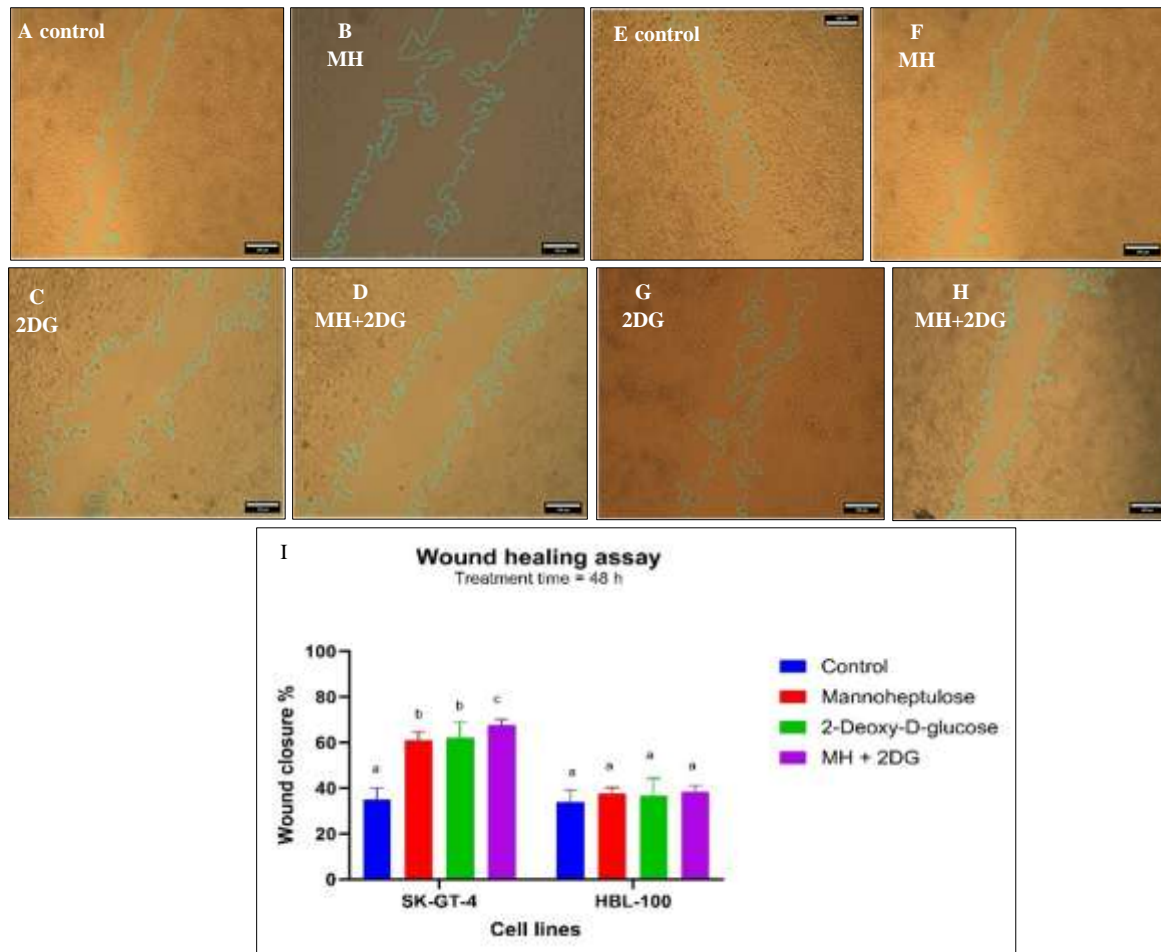 A control
B
MH
E control
F
MH
C
2DG
D
MH+2DG
G
2DG
H
MH+2DG
I
Wound healing assay
Treatment time = 48 h
Wound closure %
100
80
60
40
20
0
a
b
b
c
a
a
a
a
SK-GT-4
HBL-100
Cell lines
Control
Mannoheptulose
2-Deoxy-D-glucose
MH + 2DG